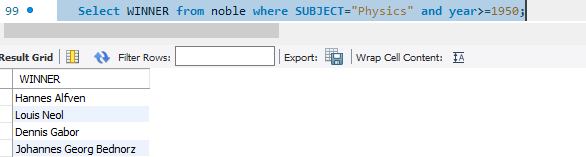 99 Select WINNER from noble where SUBJECT="Physics" and year>=1950;
Result Grid Filter Rows: Export: Wrap Cell Content: IA
WINNER
Hannes Alfven
Louis Neol
Dennis Gabor
Johannes Georg Bednorz